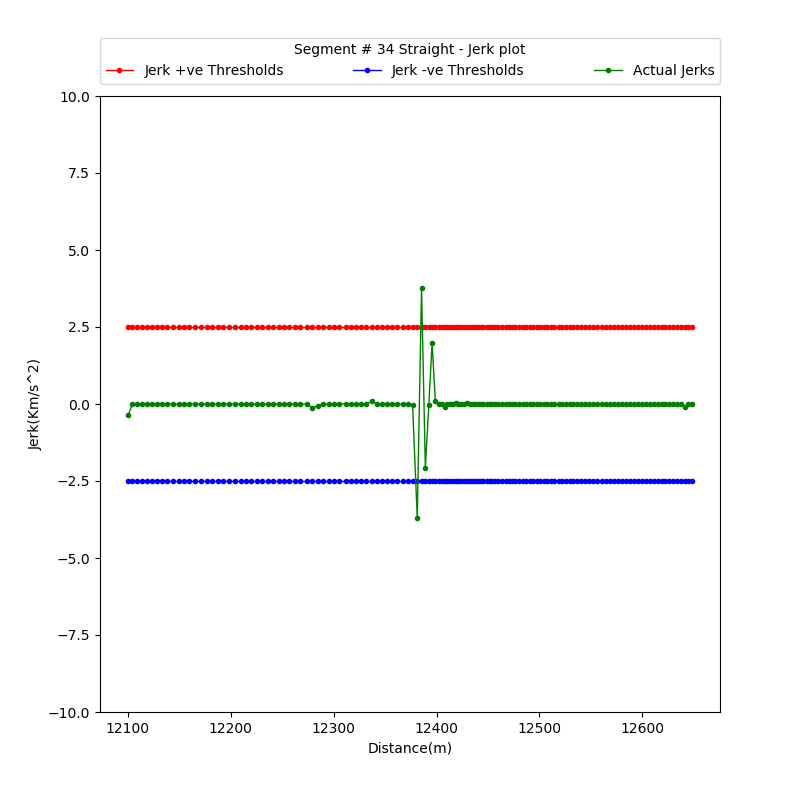 Segment # 34 Straight - Jerk plot
Jerk +ve Thresholds Jerk -ve Thresholds Actual Jerks
10.0
7.5
5.0
2.5
0.0
−2.5
−5.0
−7.5
−10.0
Jerk(Km/s^2)
12100 12200 12300 12400 12500 12600
Distance(m)